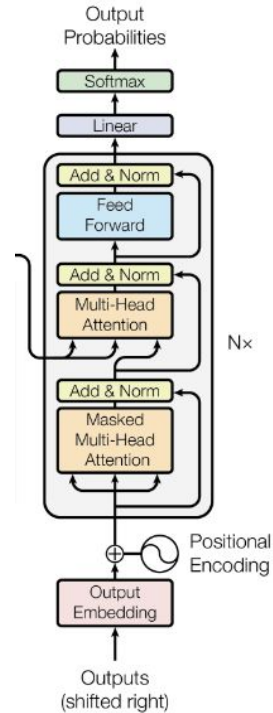 Output
Probabilities
Softmax
Linear
Add & Norm
Feed
Forward
Add & Norm
Multi-Head
Attention
N×
Add & Norm
Masked
Multi-Head
Attention
Positional
Encoding
Output
Embedding
Outputs
(shifted right)